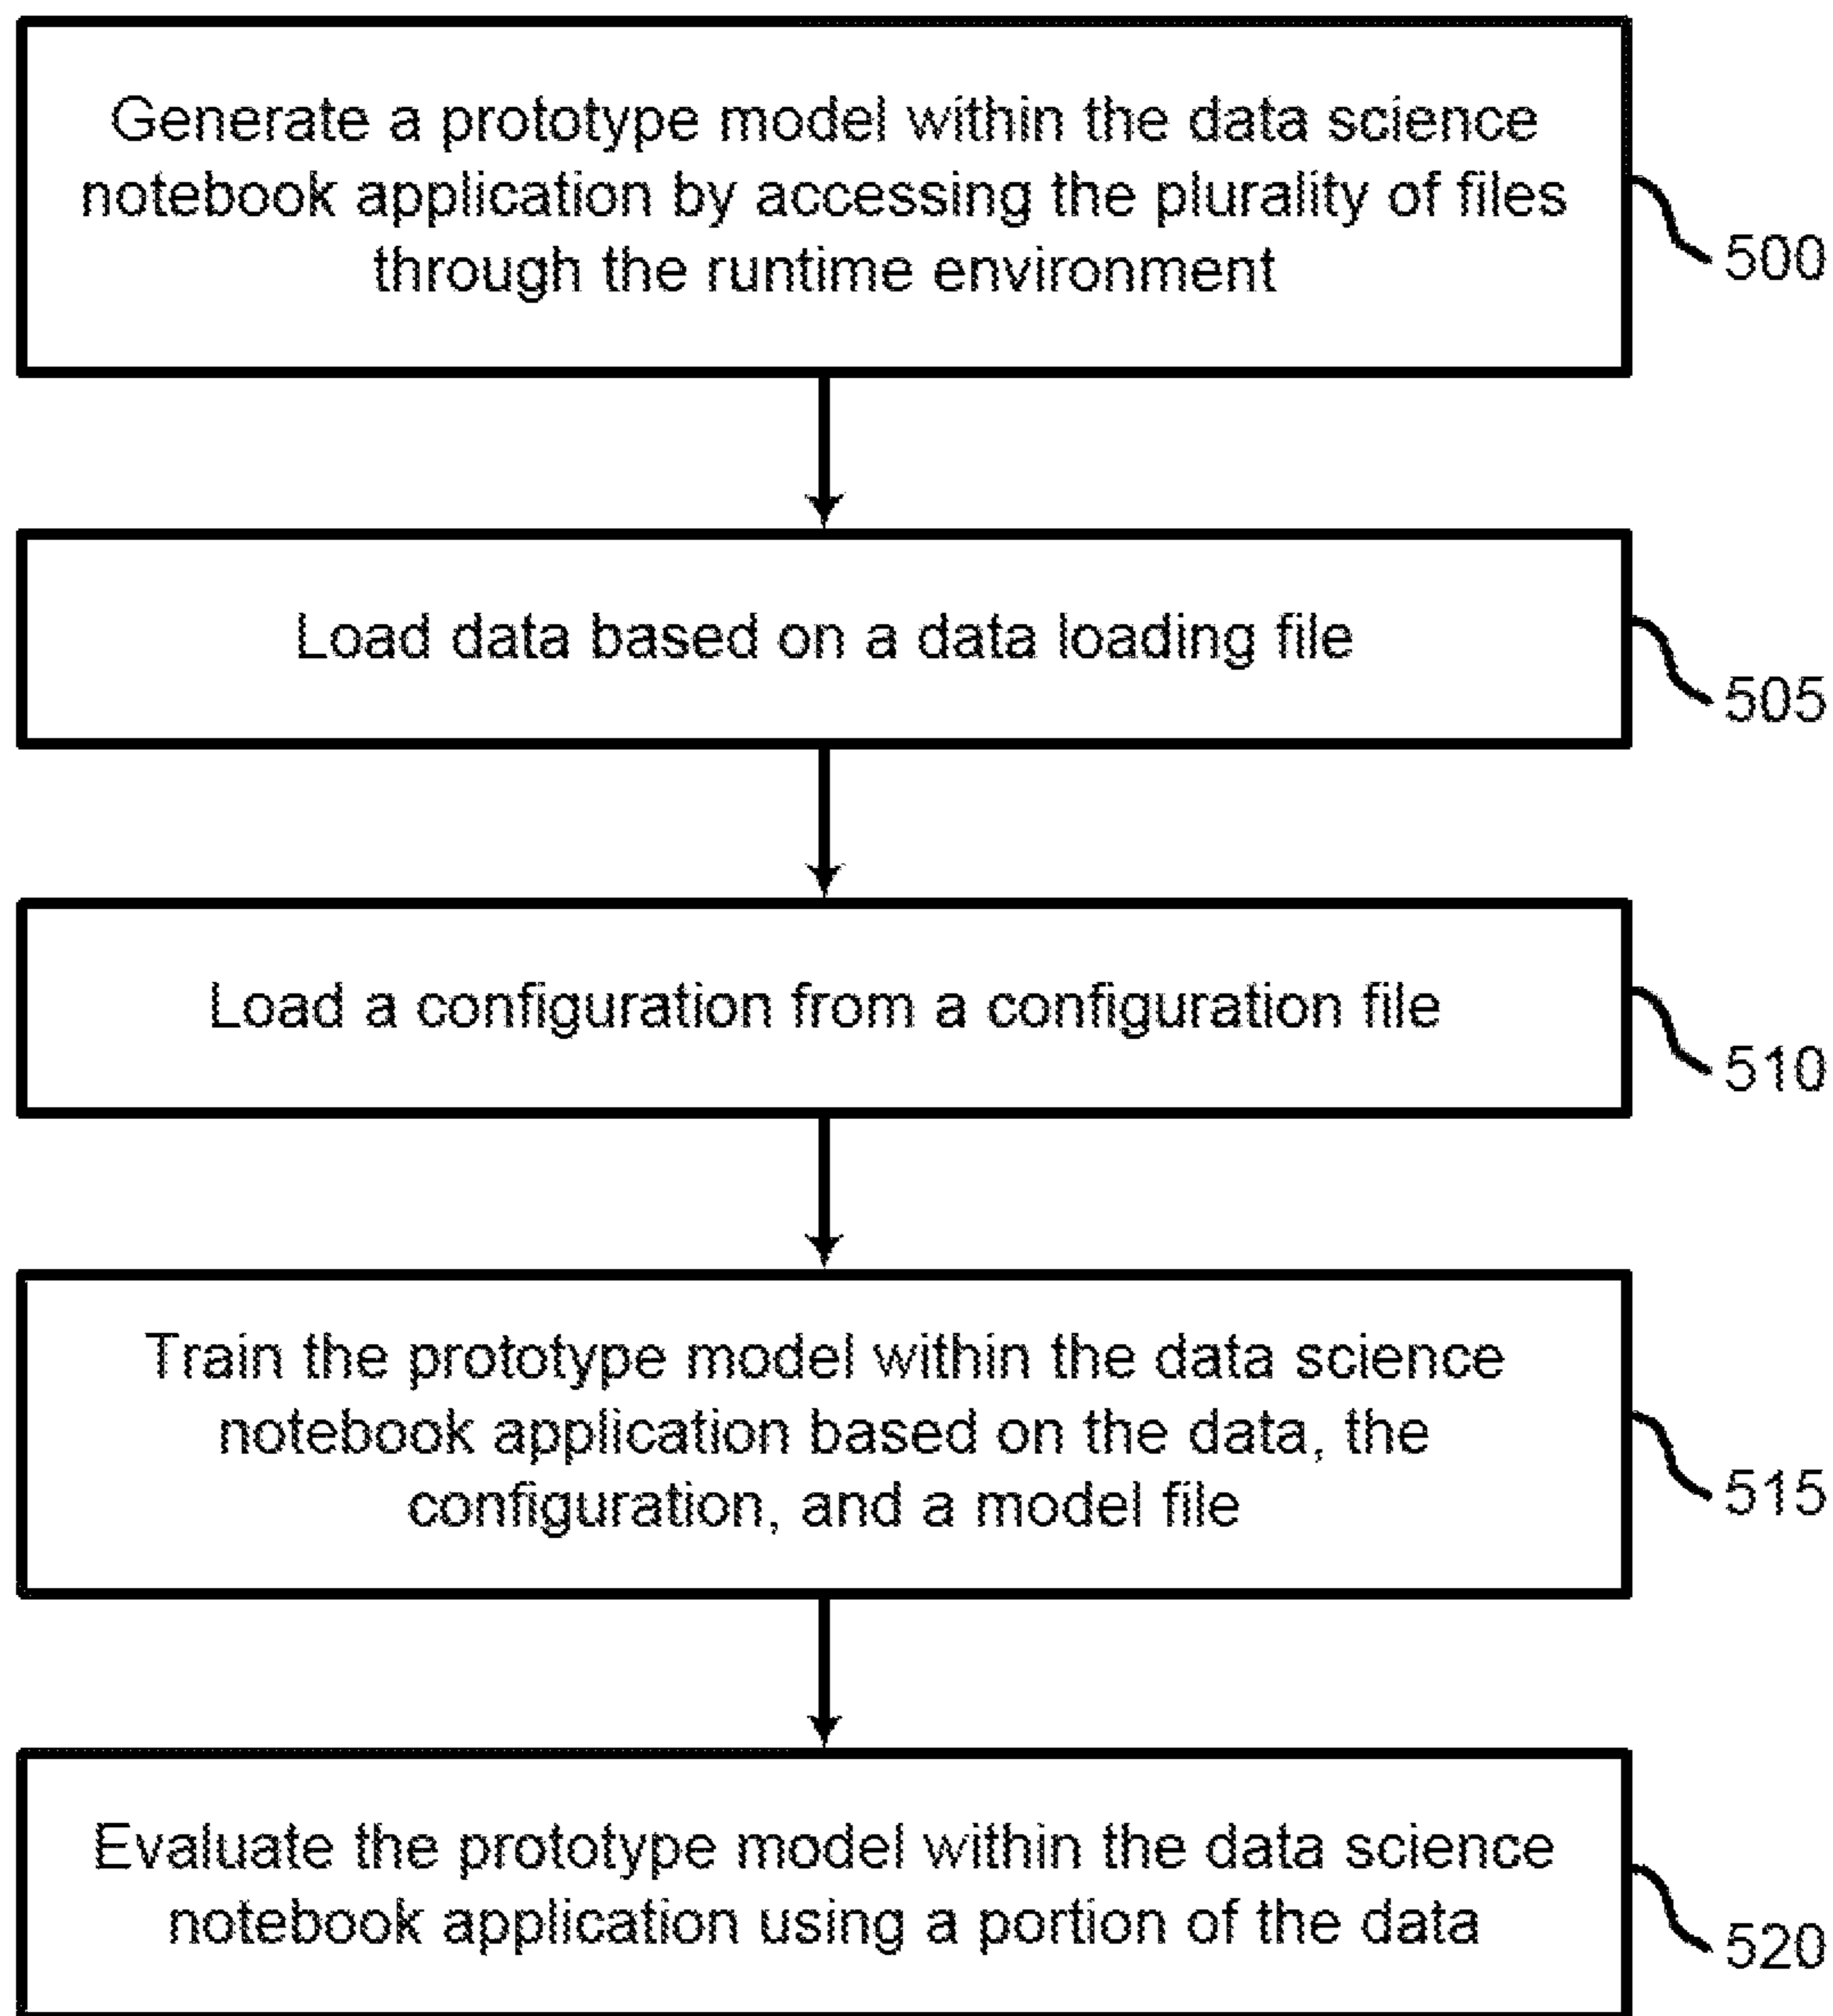 Generate a prototype model within the data science
notebook application by accessing the plurality of files
through the runtime environment
500
Load data based on a data loading file
505
Load a configuration from a configuration file
510
Train the prototype model within the data science
notebook application based on the data, the
configuration, and a model file
515
Evaluate the prototype model within the data science
notebook application using a portion of the data
520